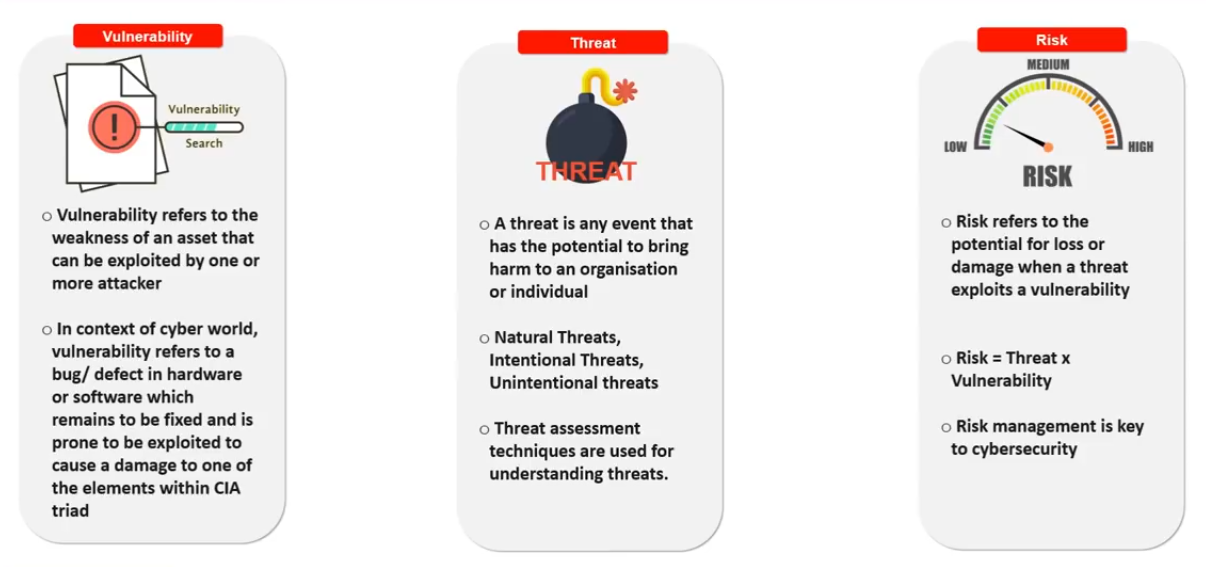 Vulnerability
Vulnerability
Search
○ Vulnerability refers to the
weakness of an asset that
can be exploited by one or
more attacker
○ In context of cyber world,
vulnerability refers to a
bug/ defect in hardware
or software which
remains to be fixed and is
prone to be exploited to
cause a damage to one of
the elements within CIA
triad
Threat
THREAT
○ A threat is any event that
has the potential to bring
harm to an organisation
or individual
○ Natural Threats,
Intentional Threats,
Unintentional threats
○ Threat assessment
techniques are used for
understanding threats.
Risk
MEDIUM
LOW
HIGH
RISK
○ Risk refers to the
potential for loss or
damage when a threat
exploits a vulnerability
○ Risk = Threat x
Vulnerability
○ Risk management is key
to cybersecurity